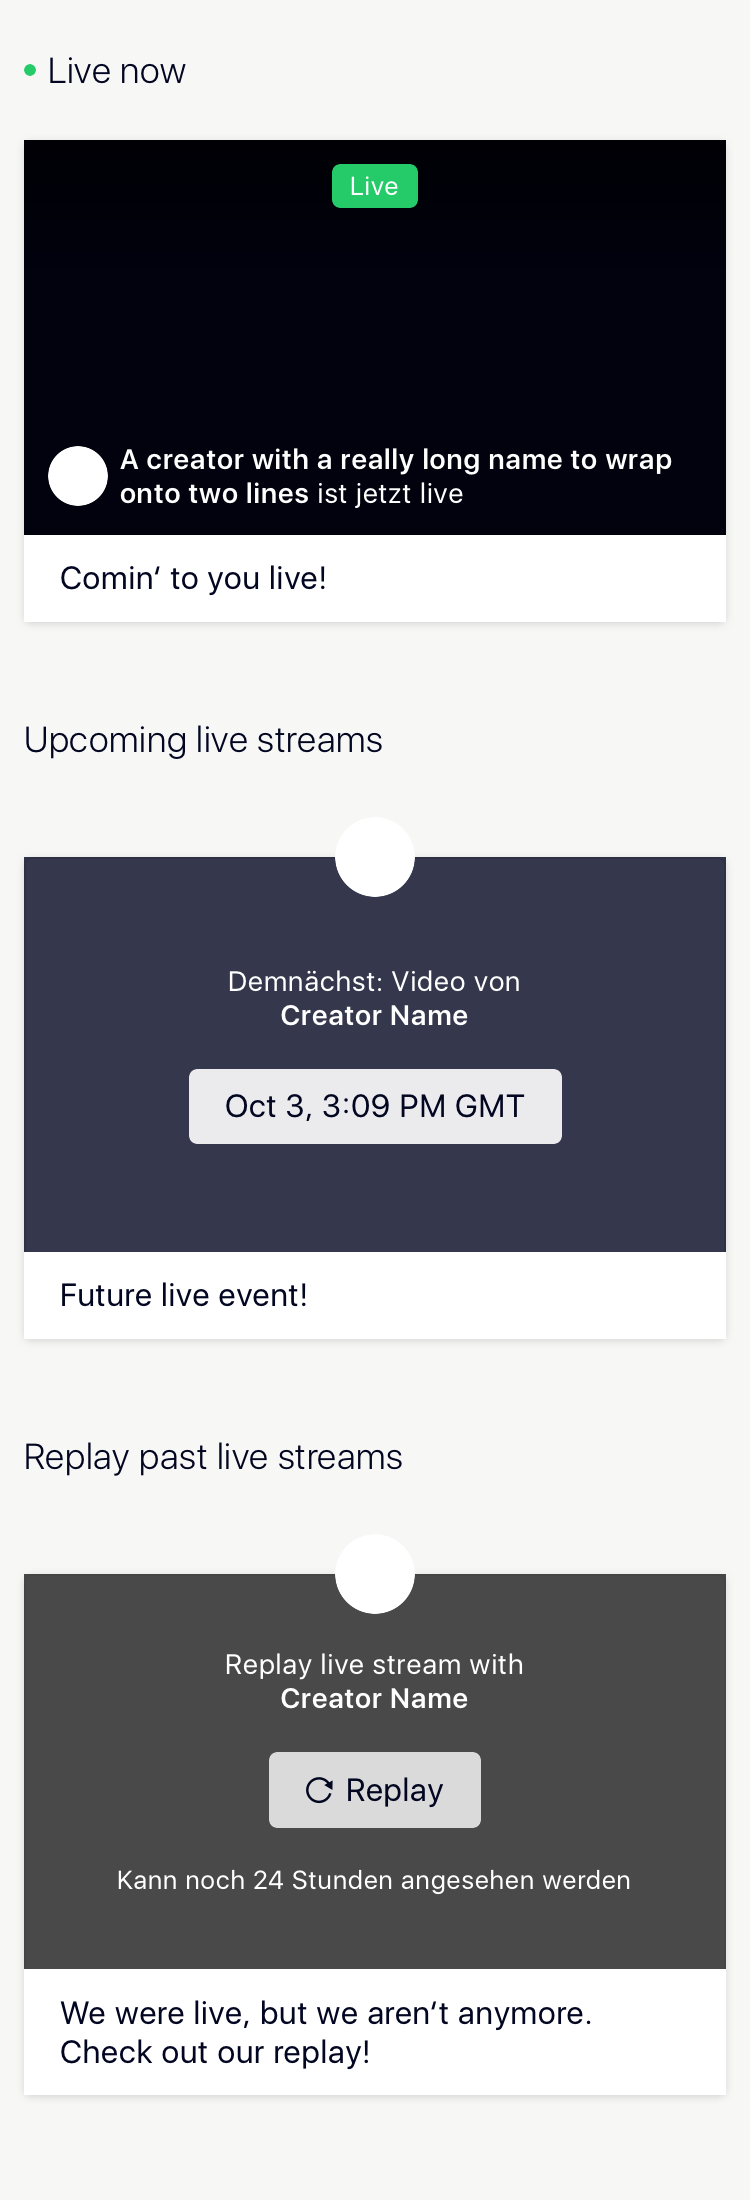 Live now
Live
A creator with a really long name to wrap
onto two lines ist jetzt live
Comin‘ to you live!
Upcoming live streams
Demnächst: Video von
Creator Name
Oct 3, 3:09 PM GMT
Future live event!
Replay past live streams
Replay live stream with
Creator Name
Replay
Kann noch 24 Stunden angesehen werden
We were live, but we aren‘t anymore.
Check out our replay!